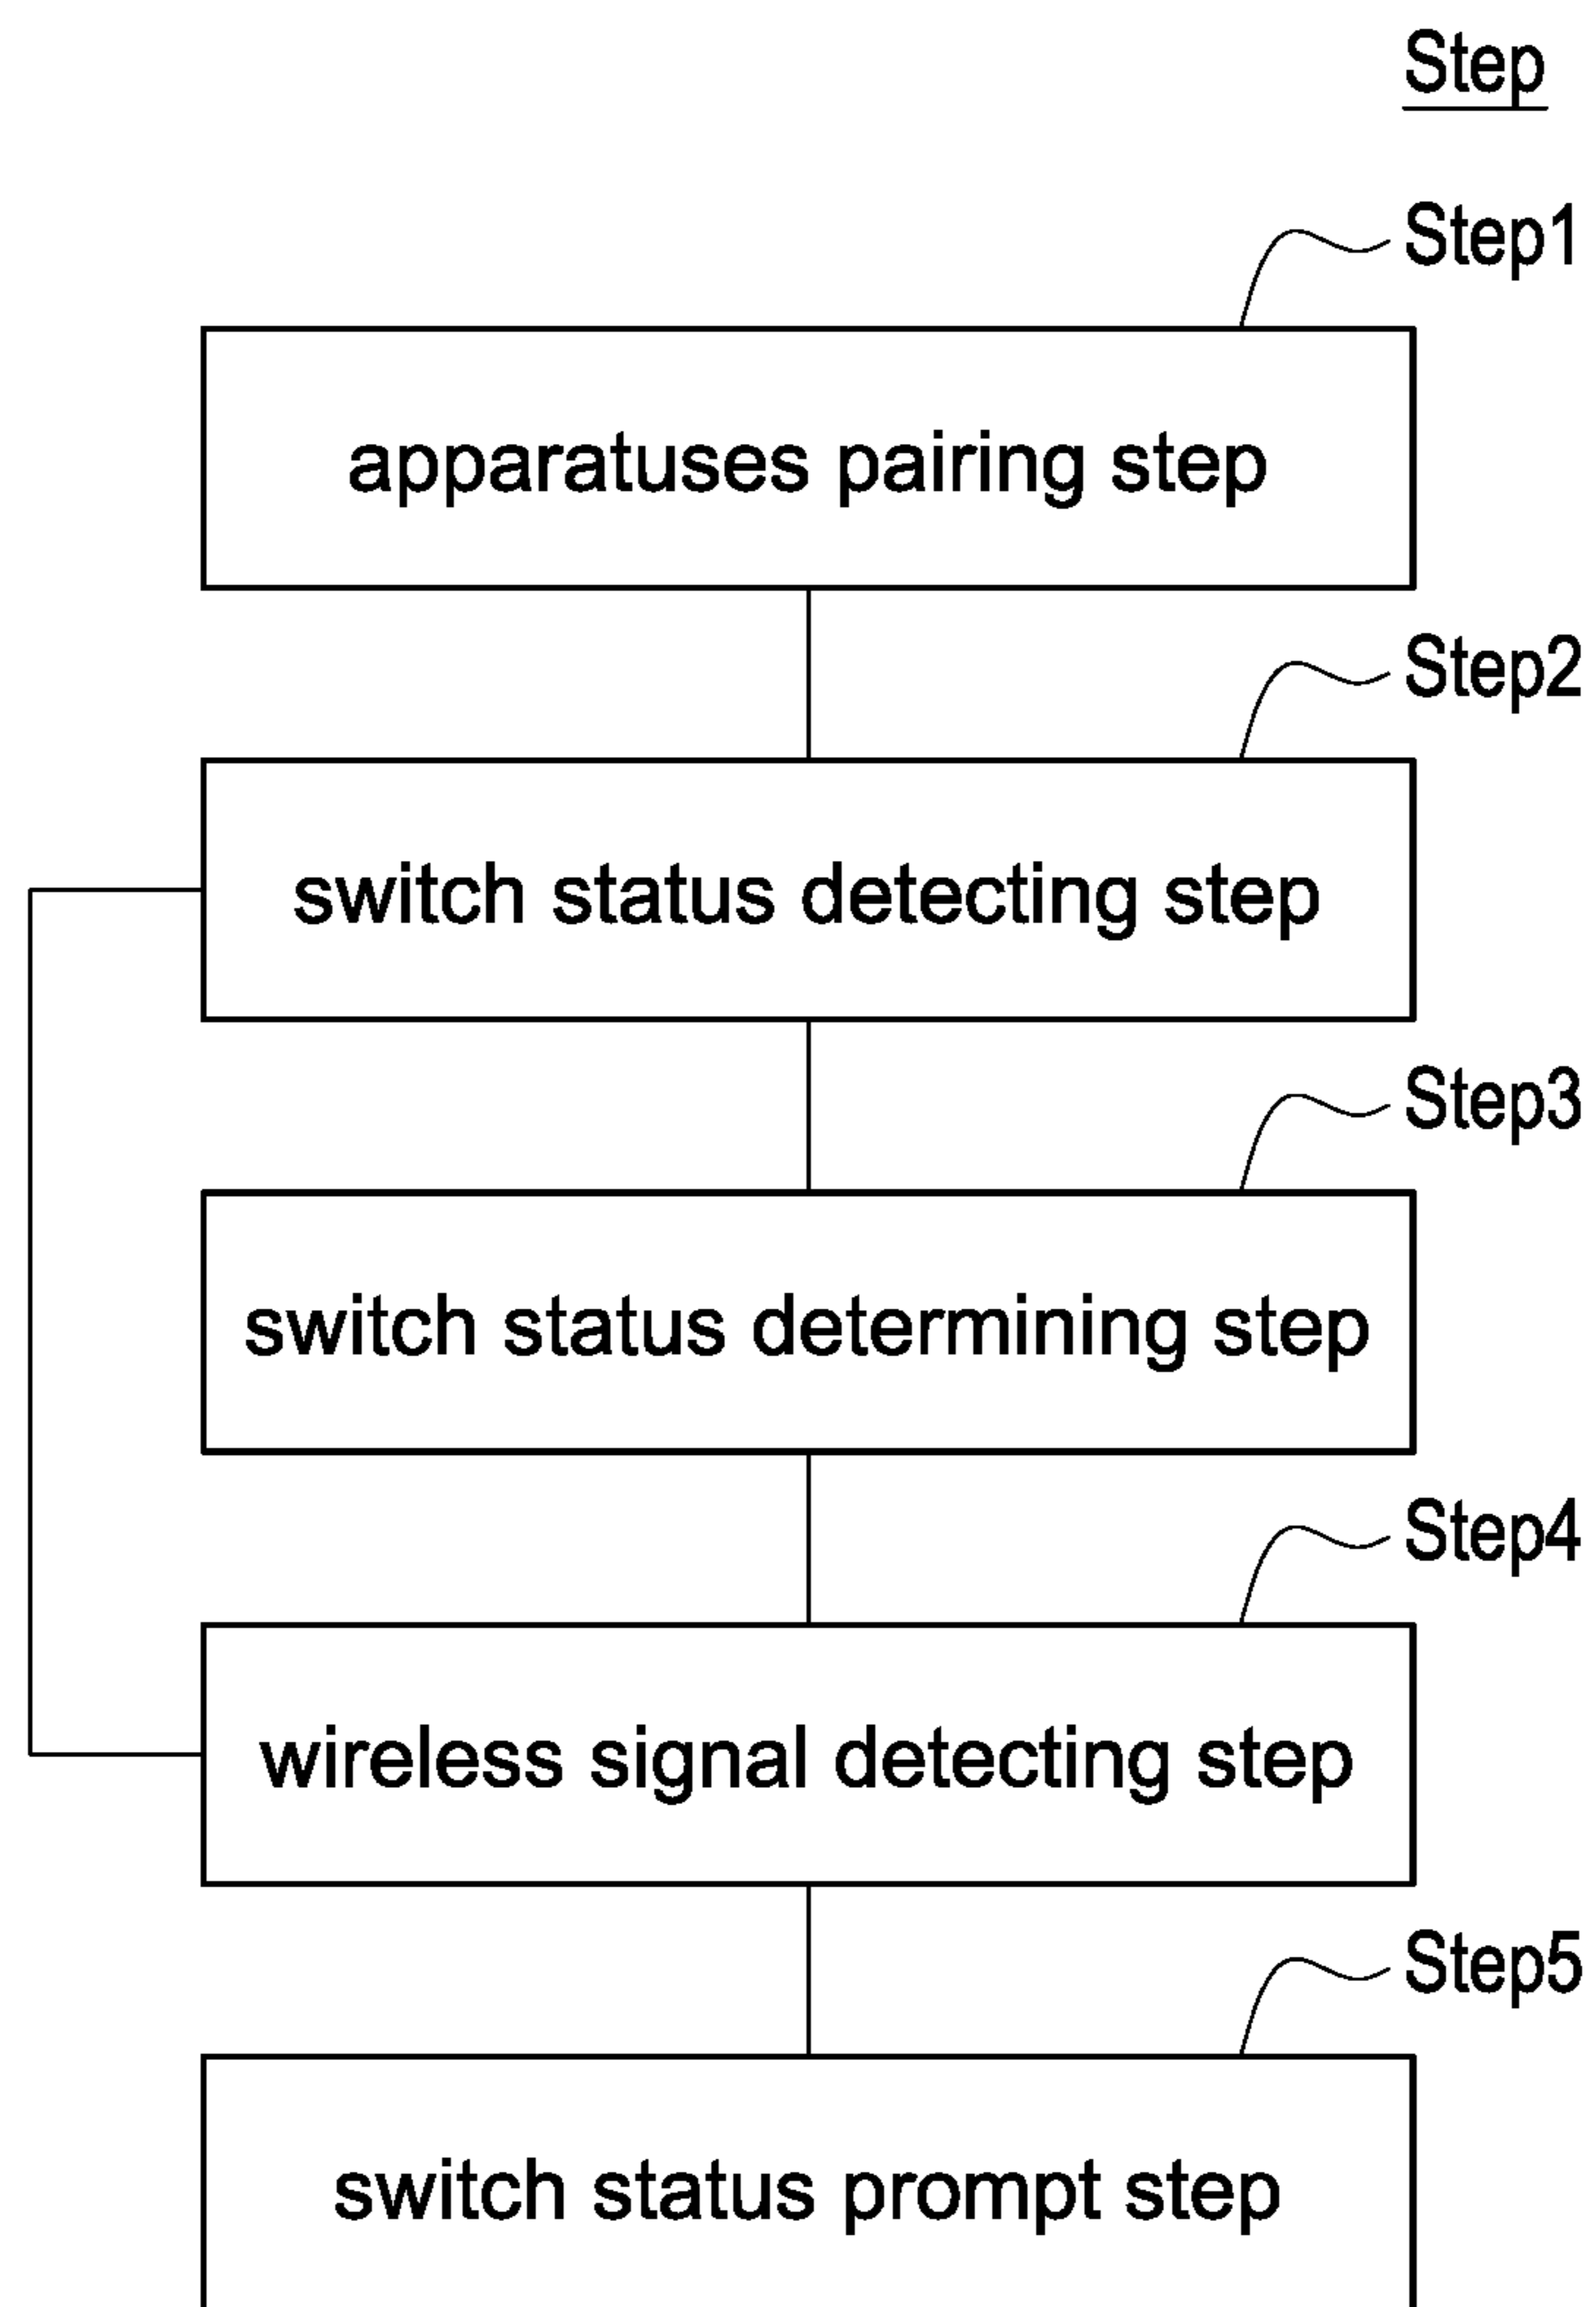 Step
Step1
apparatuses pairing step
Step2
switch status detecting step
Step3
switch status determining step
Step4
wireless signal detecting step
Step5
switch status prompt step